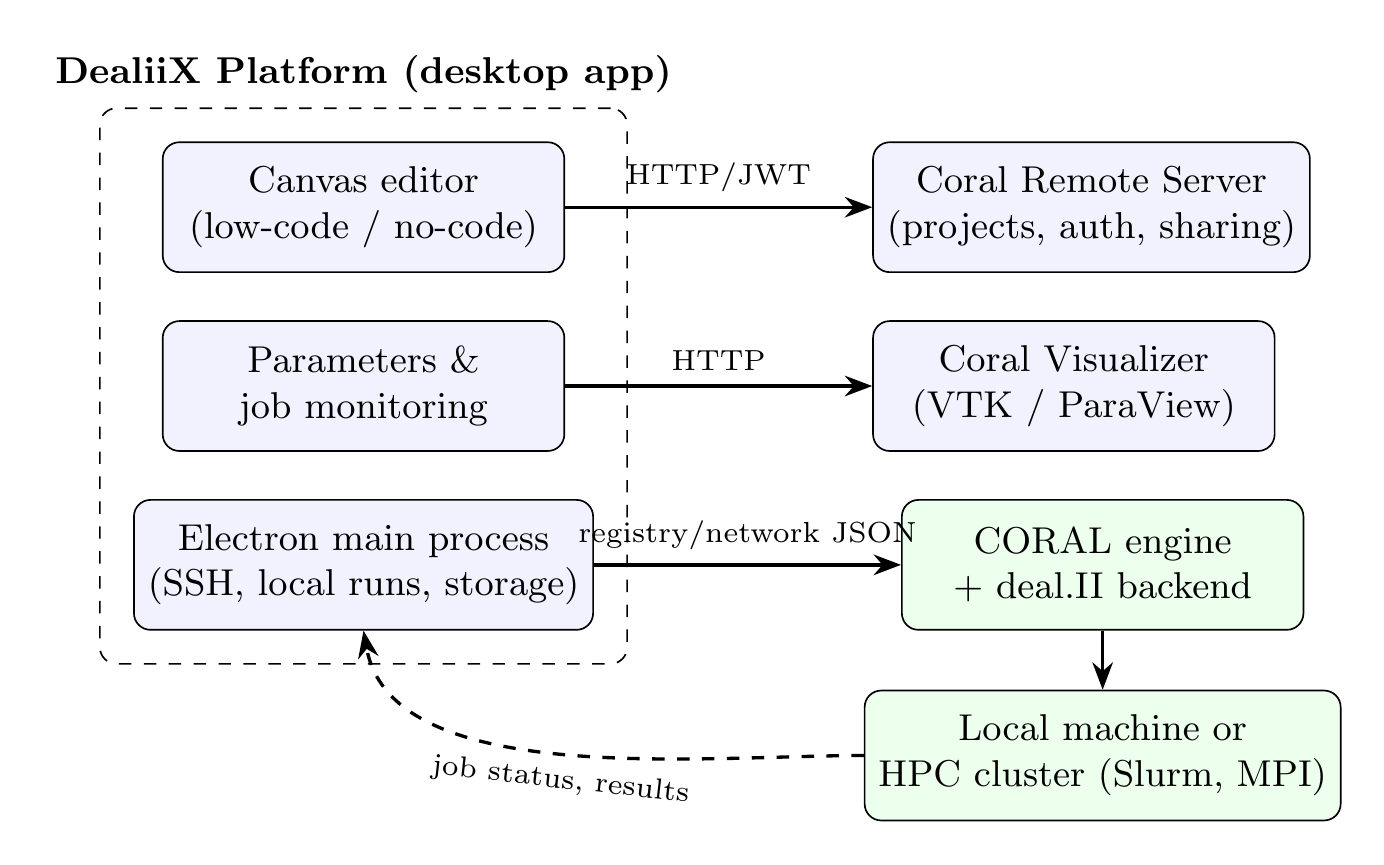 DealiiX Platform (desktop app)
Canvas editor
(low-code / no-code)
HTTP/JWT
Coral Remote Server
(projects, auth, sharing)
Parameters &
job monitoring
HTTP
Coral Visualizer
(VTK / ParaView)
Electron main process
(SSH, local runs, storage)
registry/network JSON
CORAL engine
+ deal.II backend
Local machine or
HPC cluster (Slurm, MPI)
job status, results